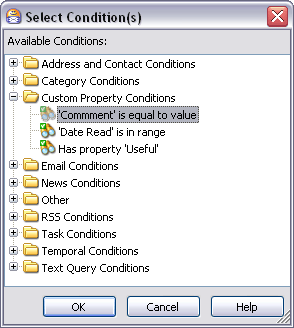 Select Condition(s)
Available Conditions:
Address and Contact Conditions
Category Conditions
Custom Property Conditions
'Commment' is equal to value
'Date Read' is in range
Has property 'Useful'
Email Conditions
News Conditions
Other
RSS Conditions
Task Conditions
Temporal Conditions
Text Query Conditions
OK Cancel Help